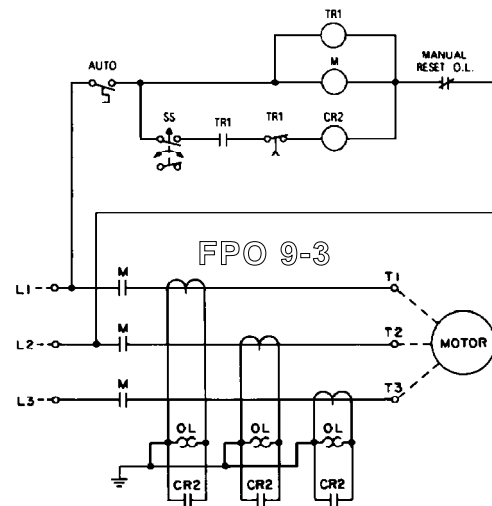 TR1
AUTO
M
MANUAL
RESET O.L.
SS
TR1
TR1
CR2
FPO 9-3
M
T1
L1
M
T2
L2
MOTOR
M
T3
L3
OL
OL
OL
CR2
CR2
CR2